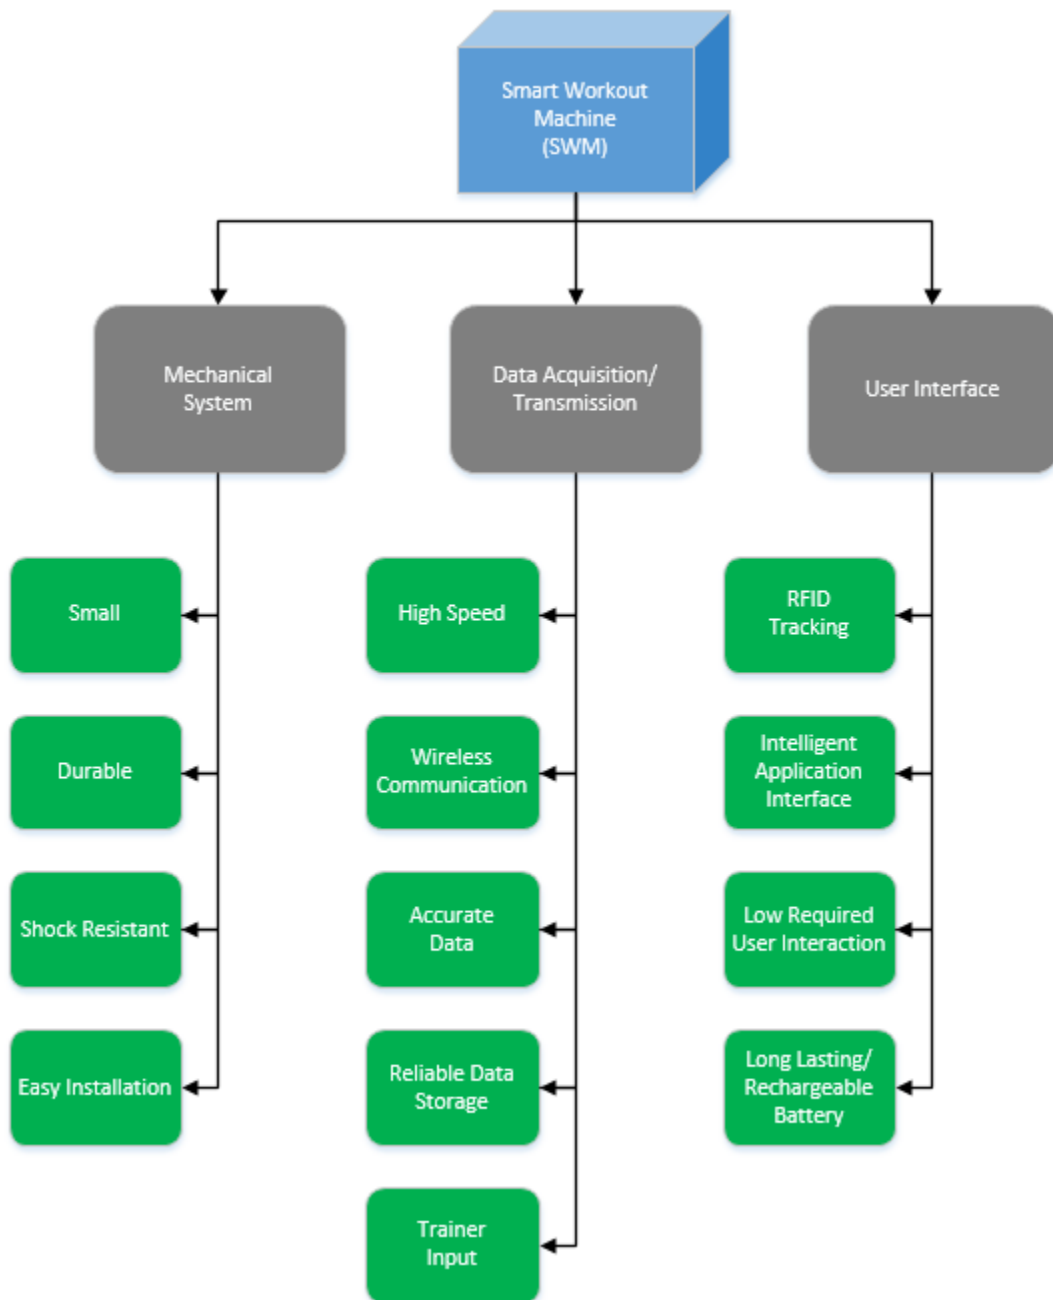 Smart Workout
Machine
(SWM)
Mechanical
System
Data Acquisition/
Transmission
User Interface
Small
High Speed
RFID
Tracking
Durable
Wireless
Communication
Intelligent
Application
Interface
Shock Resistant
Accurate
Data
Low Required
User Interaction
Easy Installation
Reliable Data
Storage
Long Lasting/
Rechargeable
Battery
Trainer
Input